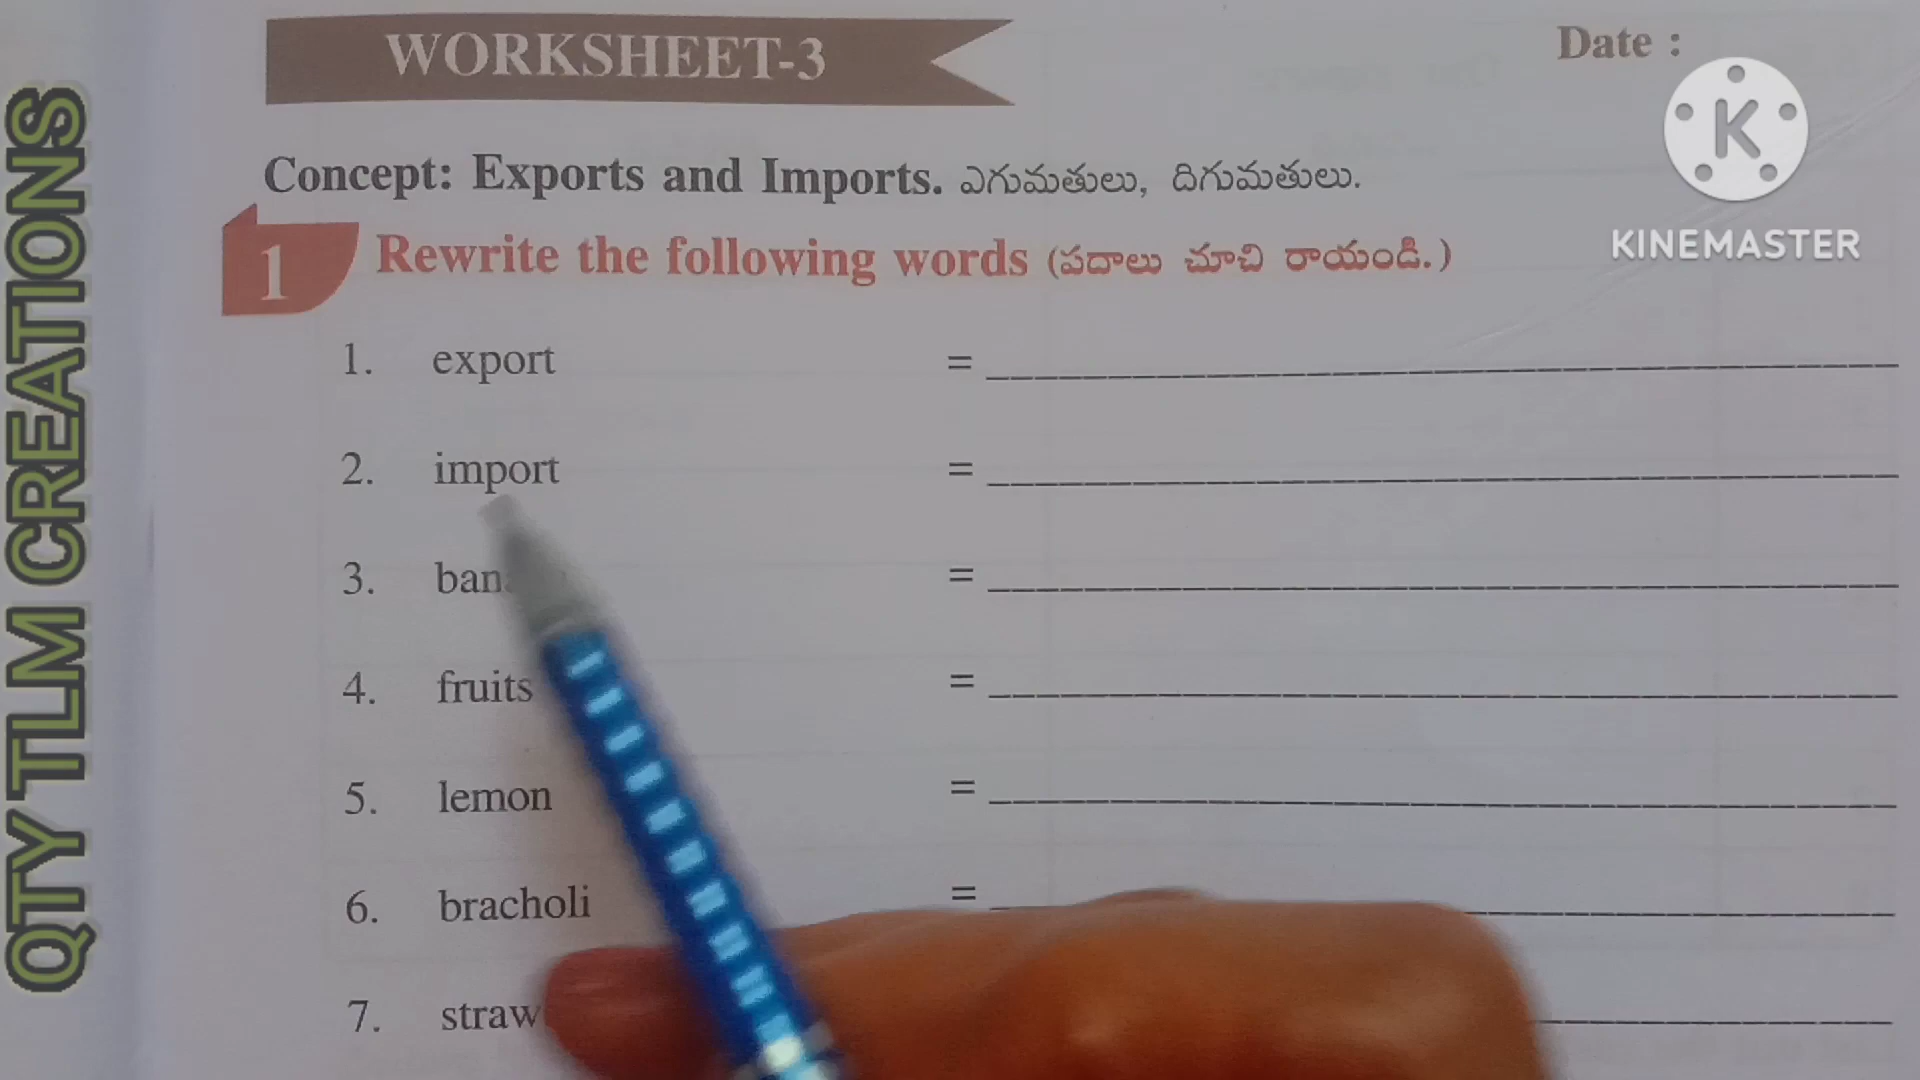 QTY TLM CREATIONS
WORKSHEET-3
Date :
K
KINEMASTER
Concept: Exports and Imports. ఎగుమతులు, దిగుమతులు.
1 Rewrite the following words (పదాలు చూచి రాయండి.)
1. export =
2. import =
3. =
4. fruits =
5. lemon =
6. bracholi =
7.